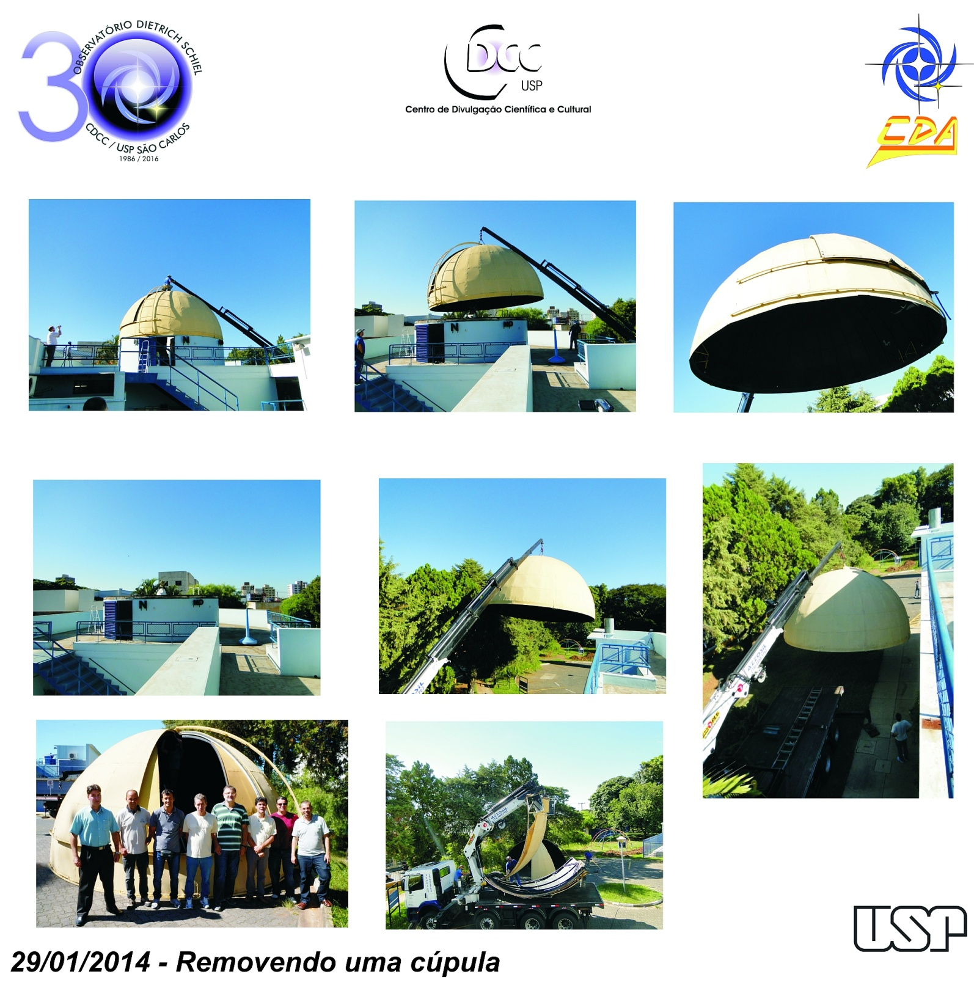 30
OBSERVATÓRIO DIETRICH SCHIEL
CDCC / USP SÃO CARLOS
1986 / 2016
CDCC
USP
Centro de Divulgação Científica e Cultural
CDA
N
N
N
USP
29/01/2014 - Removendo uma cúpula